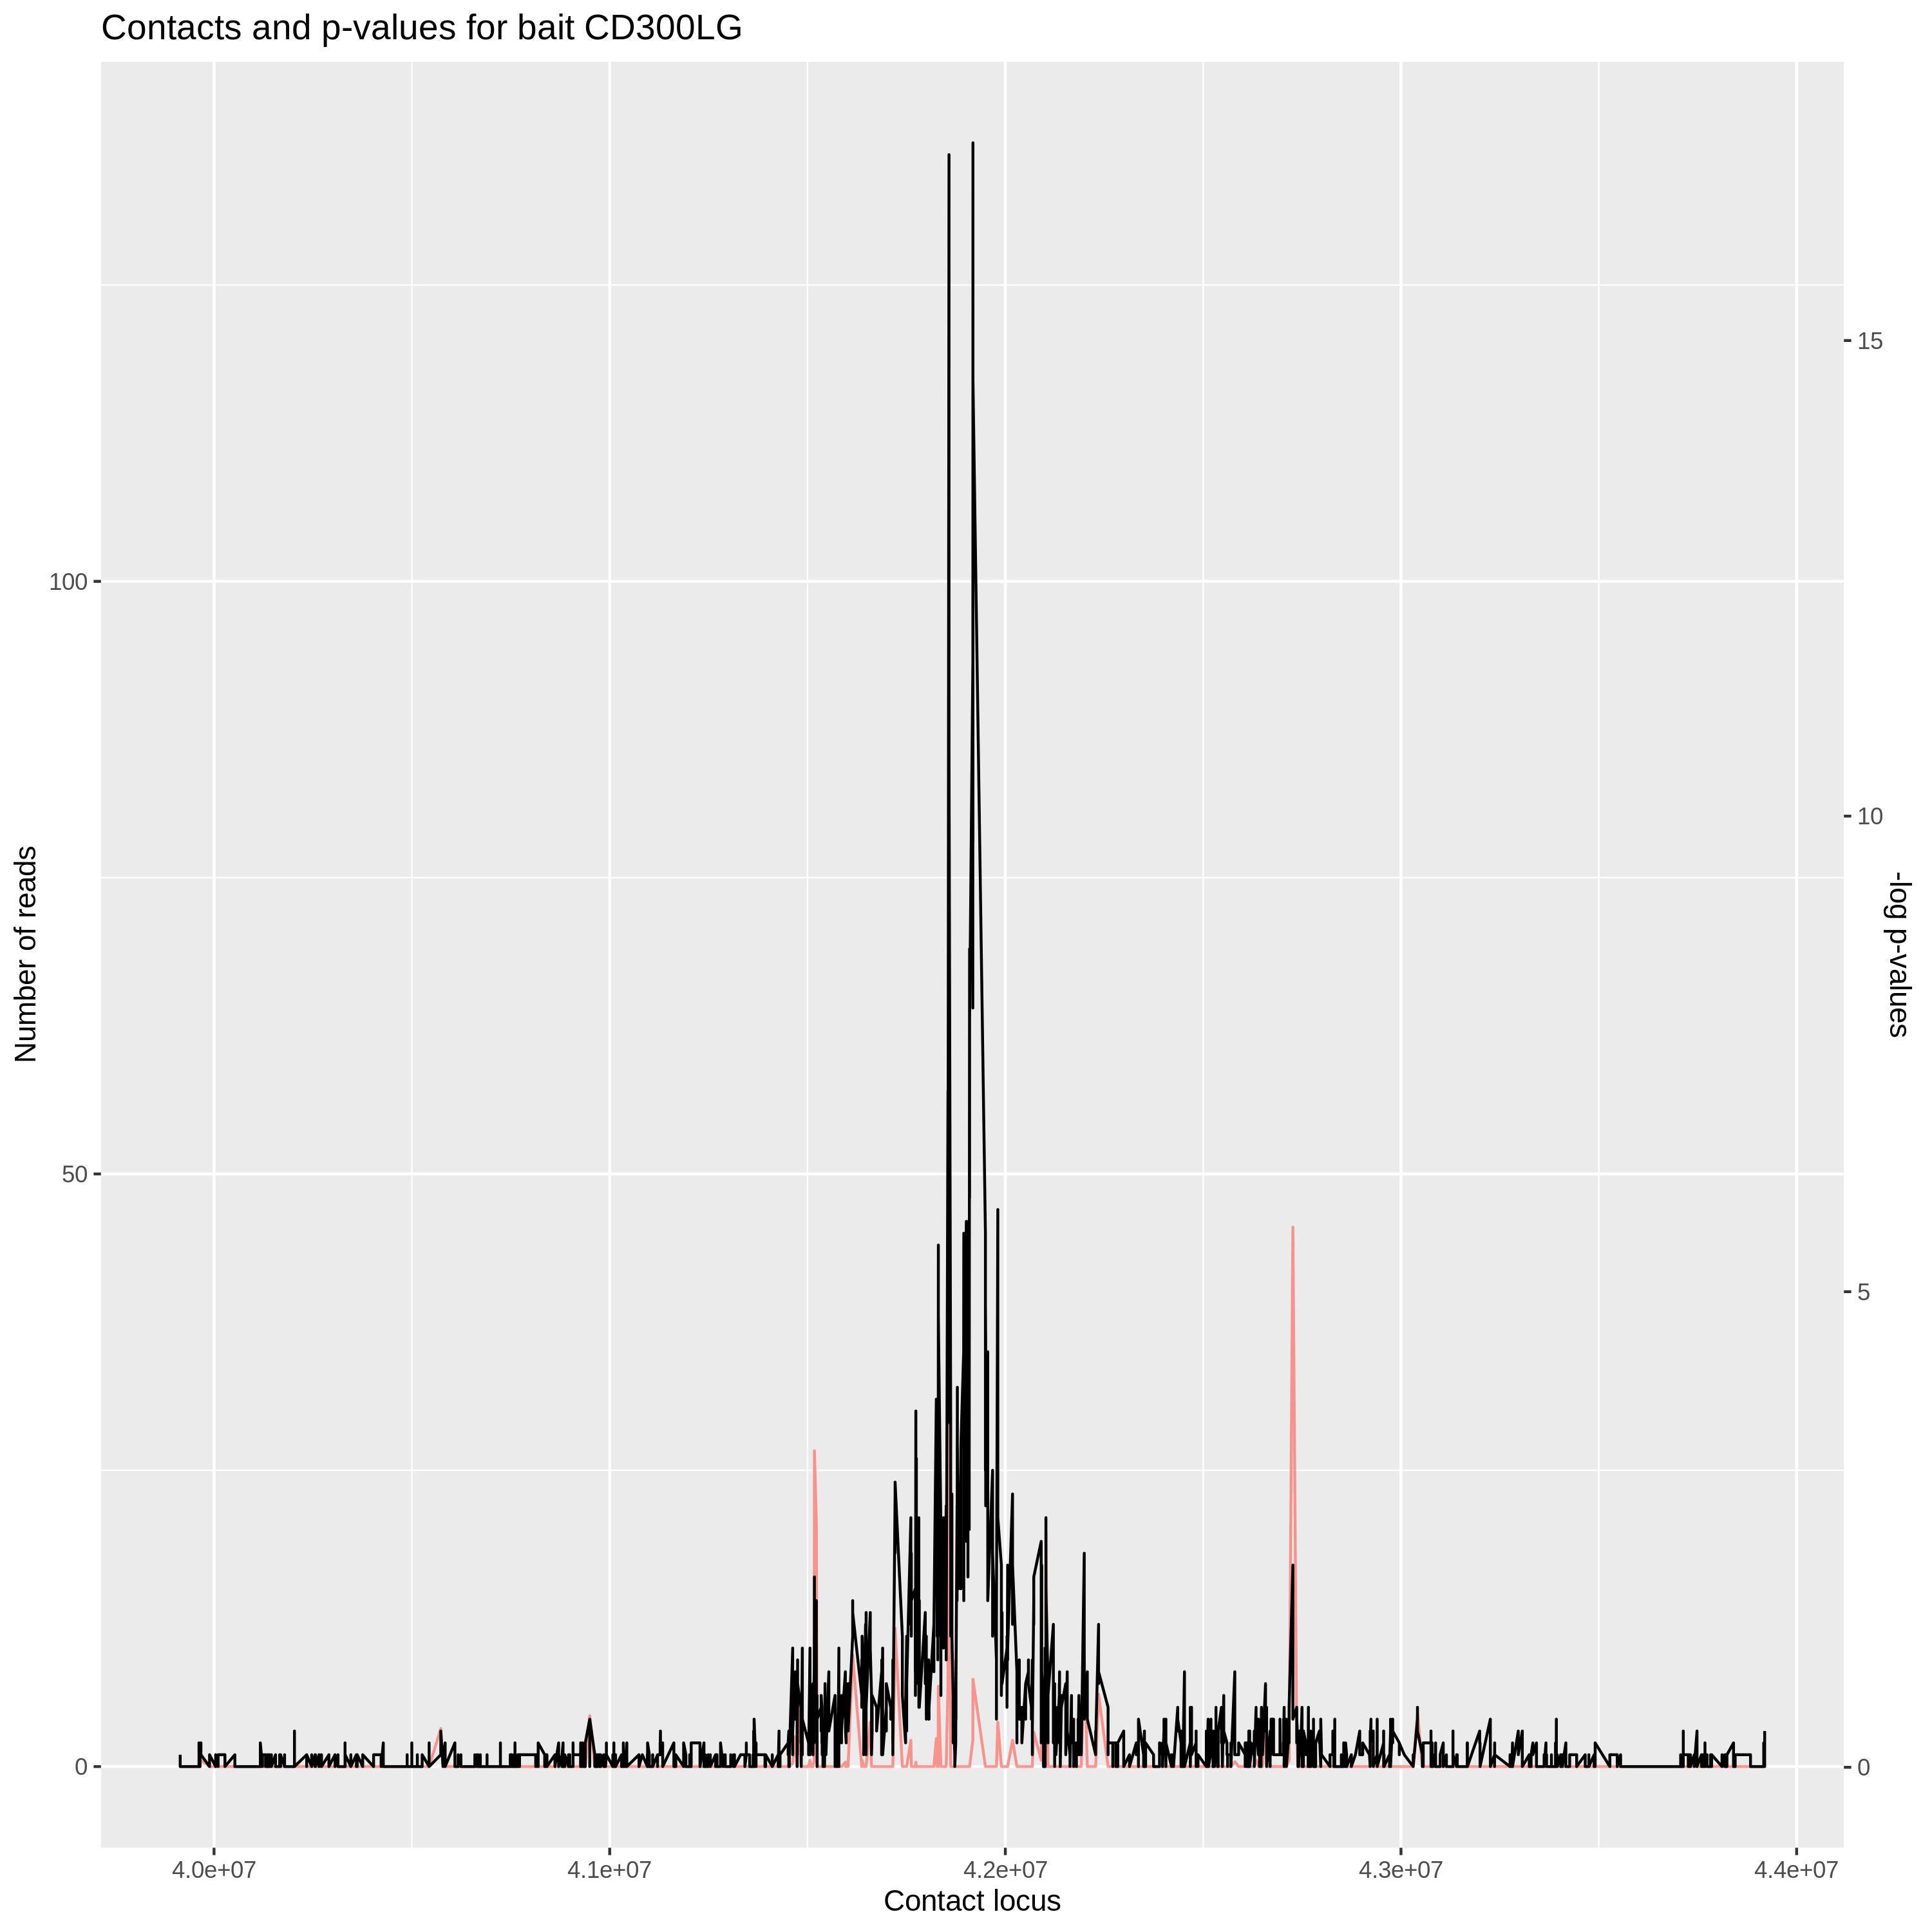 Contacts and p-values for bait CD300LG
Number of reads
100
50
0
15
10
5
0
-log p-values
4.0e+07
4.1e+07
4.2e+07
4.3e+07
4.4e+07
Contact locus